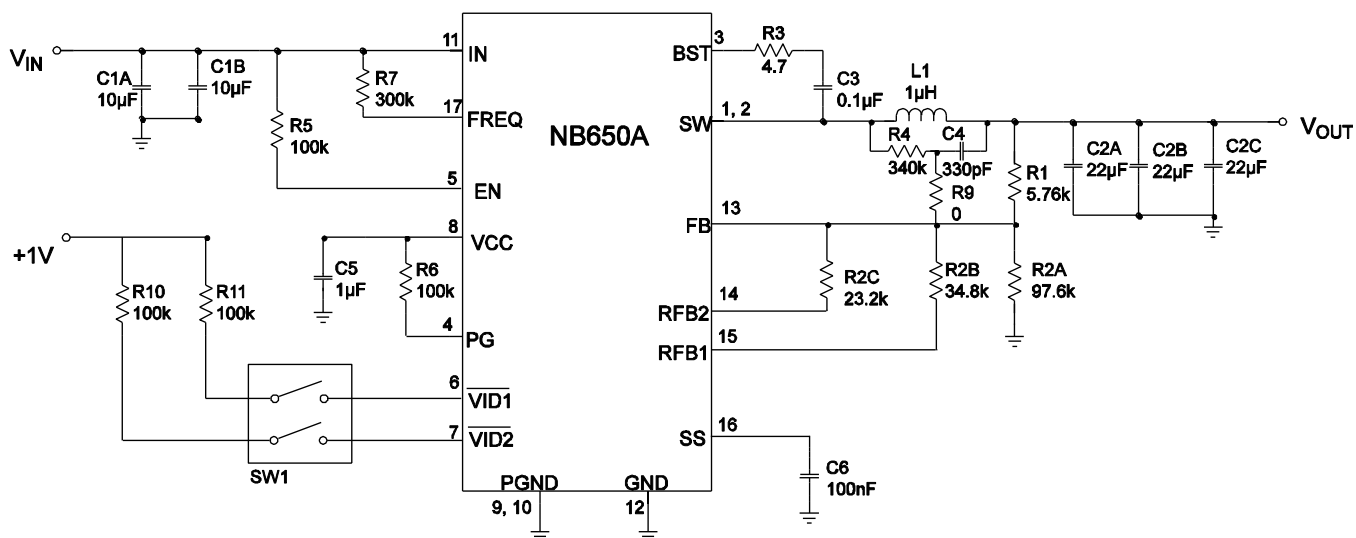 VIN
C1A
10µF
C1B
10µF
R5
100k
R7
300k
11
IN
17
FREQ
5
EN
8
VCC
4
PG
6
VID1
7
VID2
NB650A
PGND
9, 10
GND
12
+1V
R10
100k
R11
100k
SW1
C5
1µF
R6
100k
3
BST
R3
4.7
C3
0.1µF
1, 2
SW
L1
1µH
R4
340k
C4
330pF
R9
0
R1
5.76k
C2A
22µF
C2B
22µF
C2C
22µF
VOUT
13
FB
R2C
23.2k
R2B
34.8k
R2A
97.6k
14
RFB2
15
RFB1
16
SS
C6
100nF